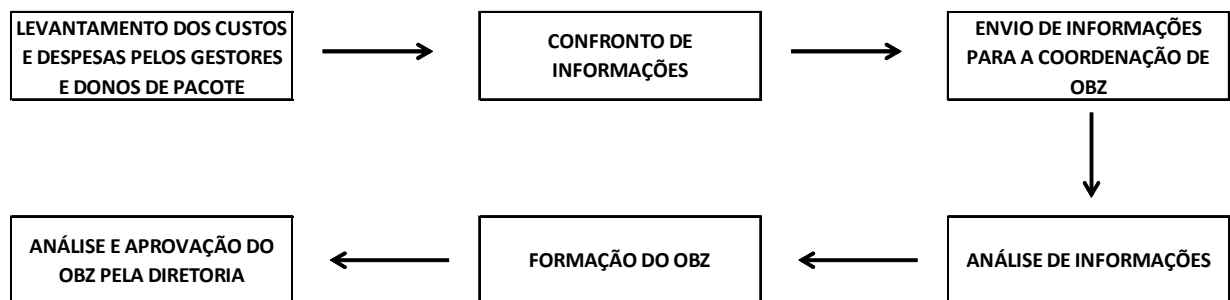 LEVANTAMENTO DOS CUSTOS
E DESPESAS PELOS GESTORES
E DONOS DE PACOTE
CONFRONTO DE
INFORMAÇÕES
ENVIO DE INFORMAÇÕES
PARA A COORDENAÇÃO DE
OBZ
ANÁLISE DE INFORMAÇÕES
FORMAÇÃO DO OBZ
ANÁLISE E APROVAÇÃO DO
OBZ PELA DIRETORIA